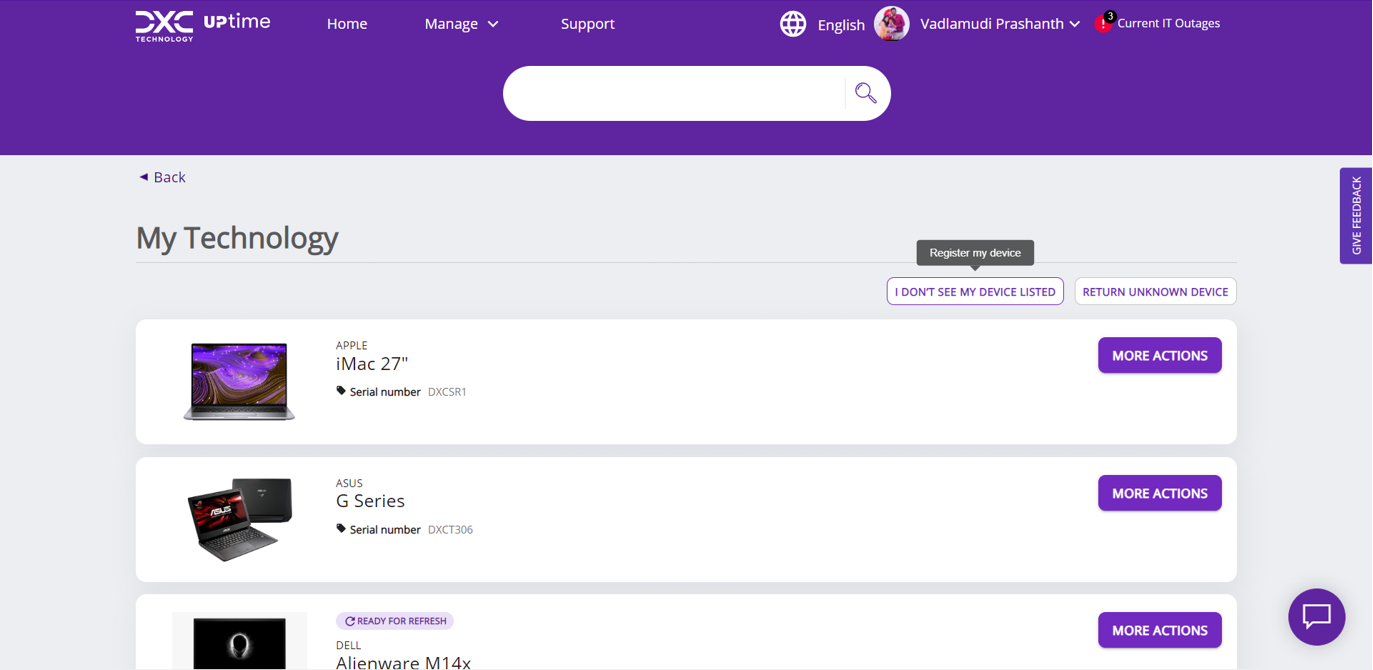 DXC
TECHNOLOGY
UPtime
Home
Manage
Support
English
Vadlamudi Prashanth
3
!
Current IT Outages
Back
GIVE FEEDBACK
My Technology
Register my device
I DON'T SEE MY DEVICE LISTED
RETURN UNKNOWN DEVICE
APPLE
iMac 27"
Serial number DXCSR1
MORE ACTIONS
ASUS
G Series
Serial number DXCT306
MORE ACTIONS
ASUS
READY FOR REFRESH
DELL
Alienware M14x
MORE ACTIONS